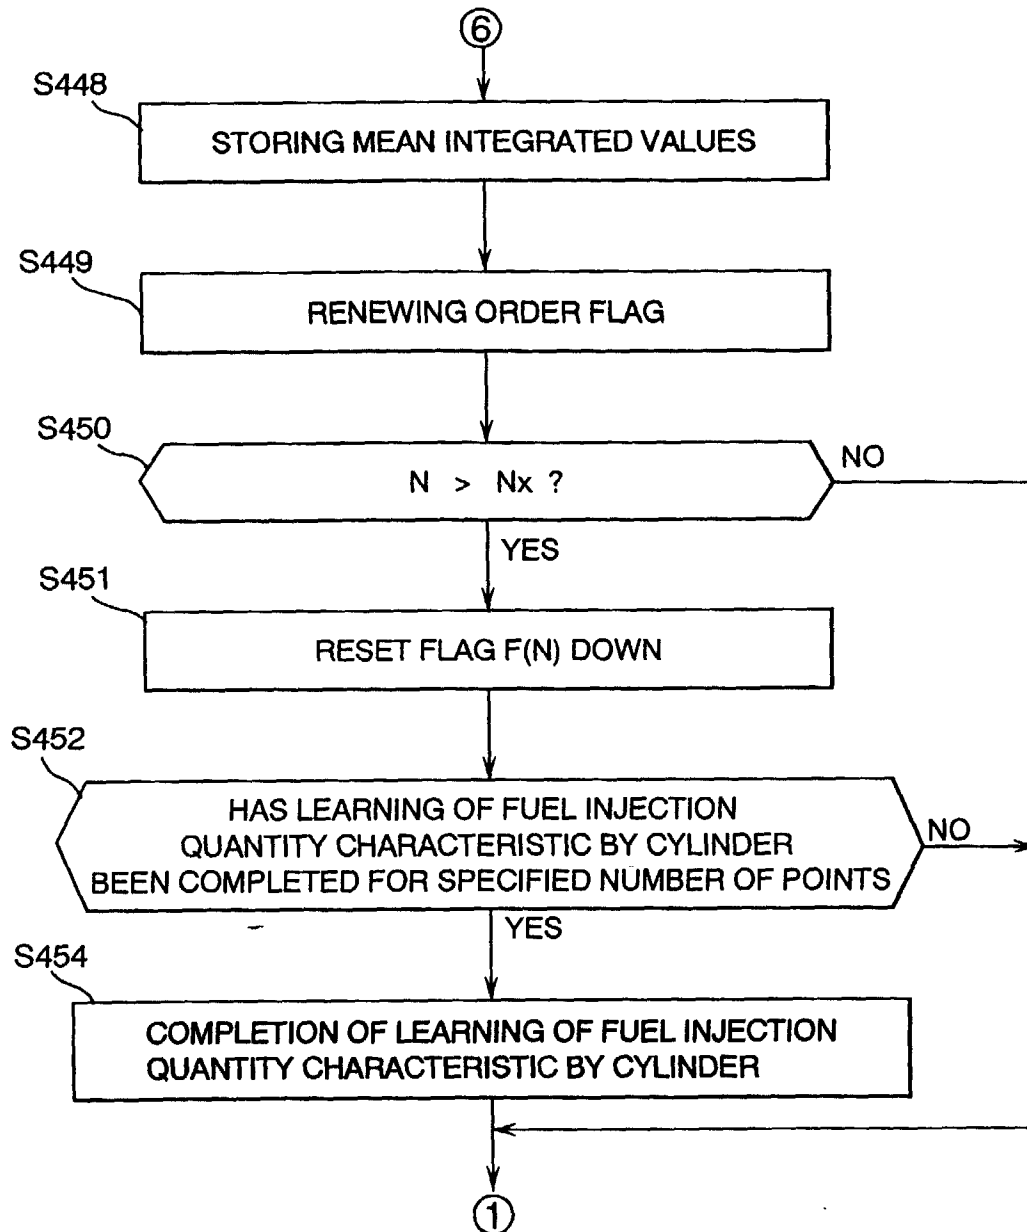 6
S448
STORING MEAN INTEGRATED VALUES
S449
RENEWING ORDER FLAG
S450
N > Nx ?
NO
YES
S451
RESET FLAG F(N) DOWN
S452
HAS LEARNING OF FUEL INJECTION
QUANTITY CHARACTERISTIC BY CYLINDER
BEEN COMPLETED FOR SPECIFIED NUMBER OF POINTS
NO
YES
S454
COMPLETION OF LEARNING OF FUEL INJECTION
QUANTITY CHARACTERISTIC BY CYLINDER
1